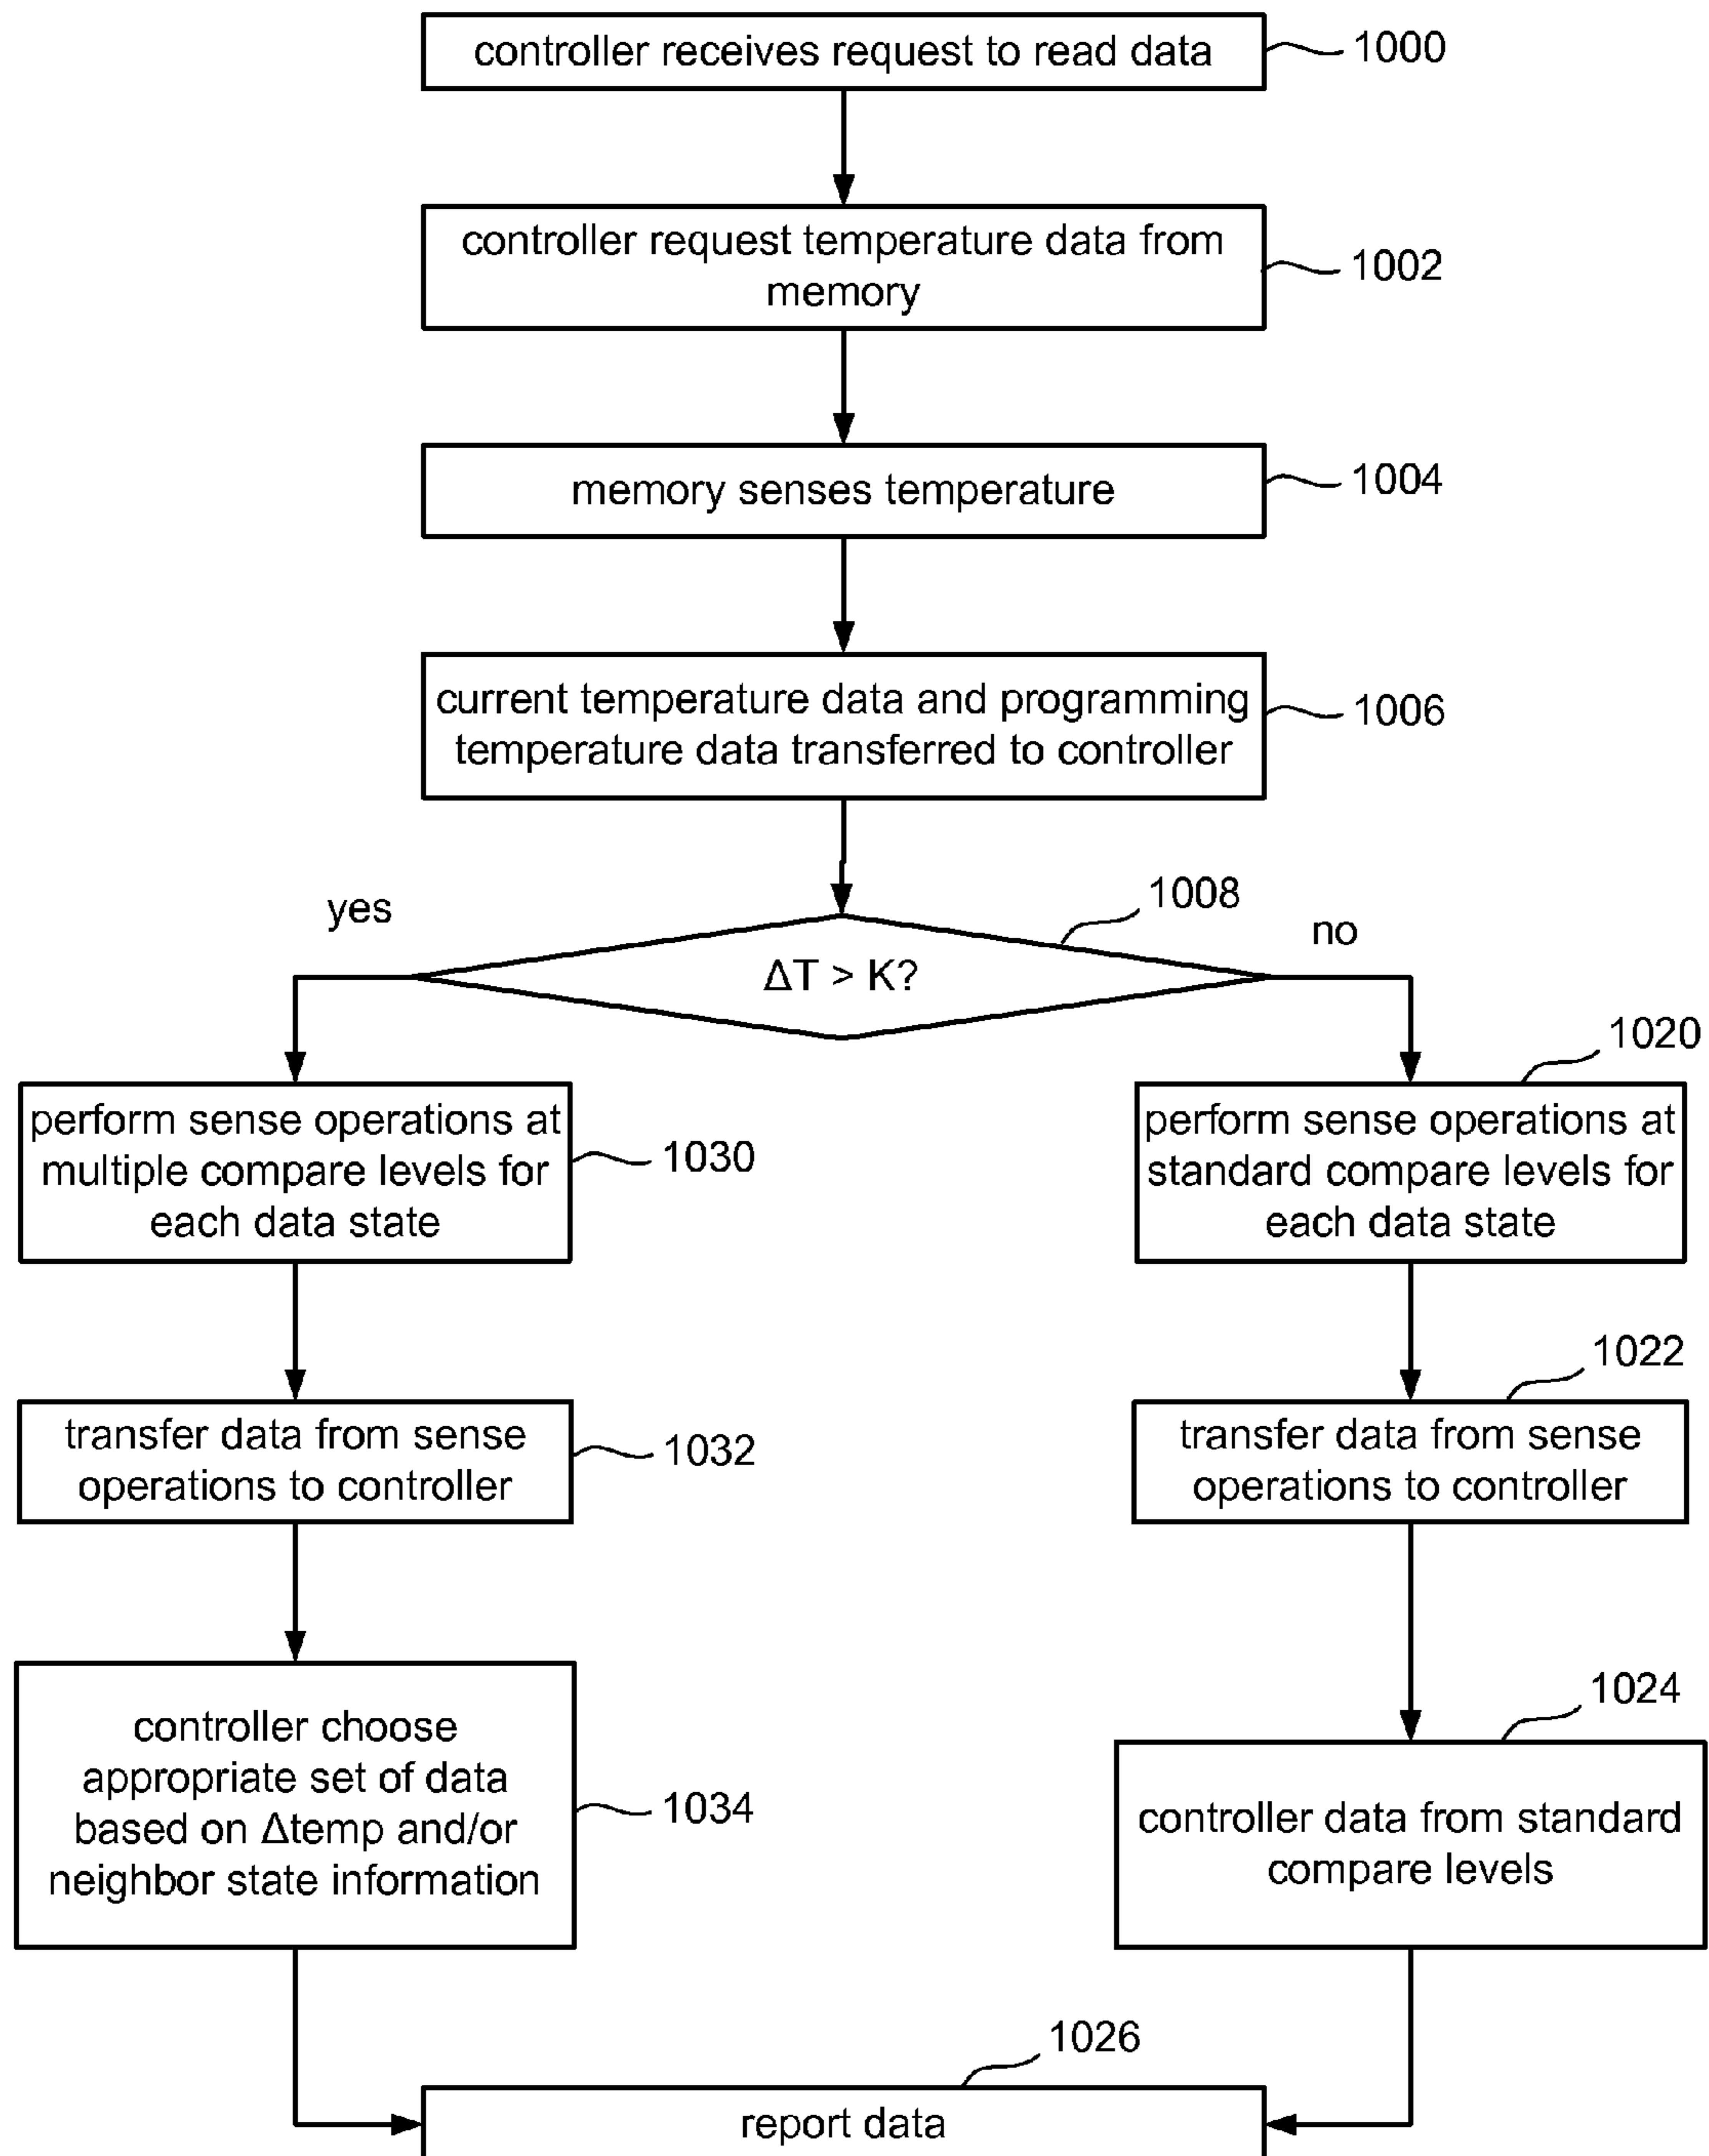 controller receives request to read data
1000
controller request temperature data from
memory
1002
memory senses temperature
1004
current temperature data and programming
temperature data transferred to controller
1006
1008
yes
no
ΔT > K?
1020
perform sense operations at
multiple compare levels for
each data state
1030
perform sense operations at
standard compare levels for
each data state
1022
transfer data from sense
operations to controller
1032
transfer data from sense
operations to controller
1024
controller choose
appropriate set of data
based on Δtemp and/or
neighbor state information
1034
controller data from standard
compare levels
1026
report data